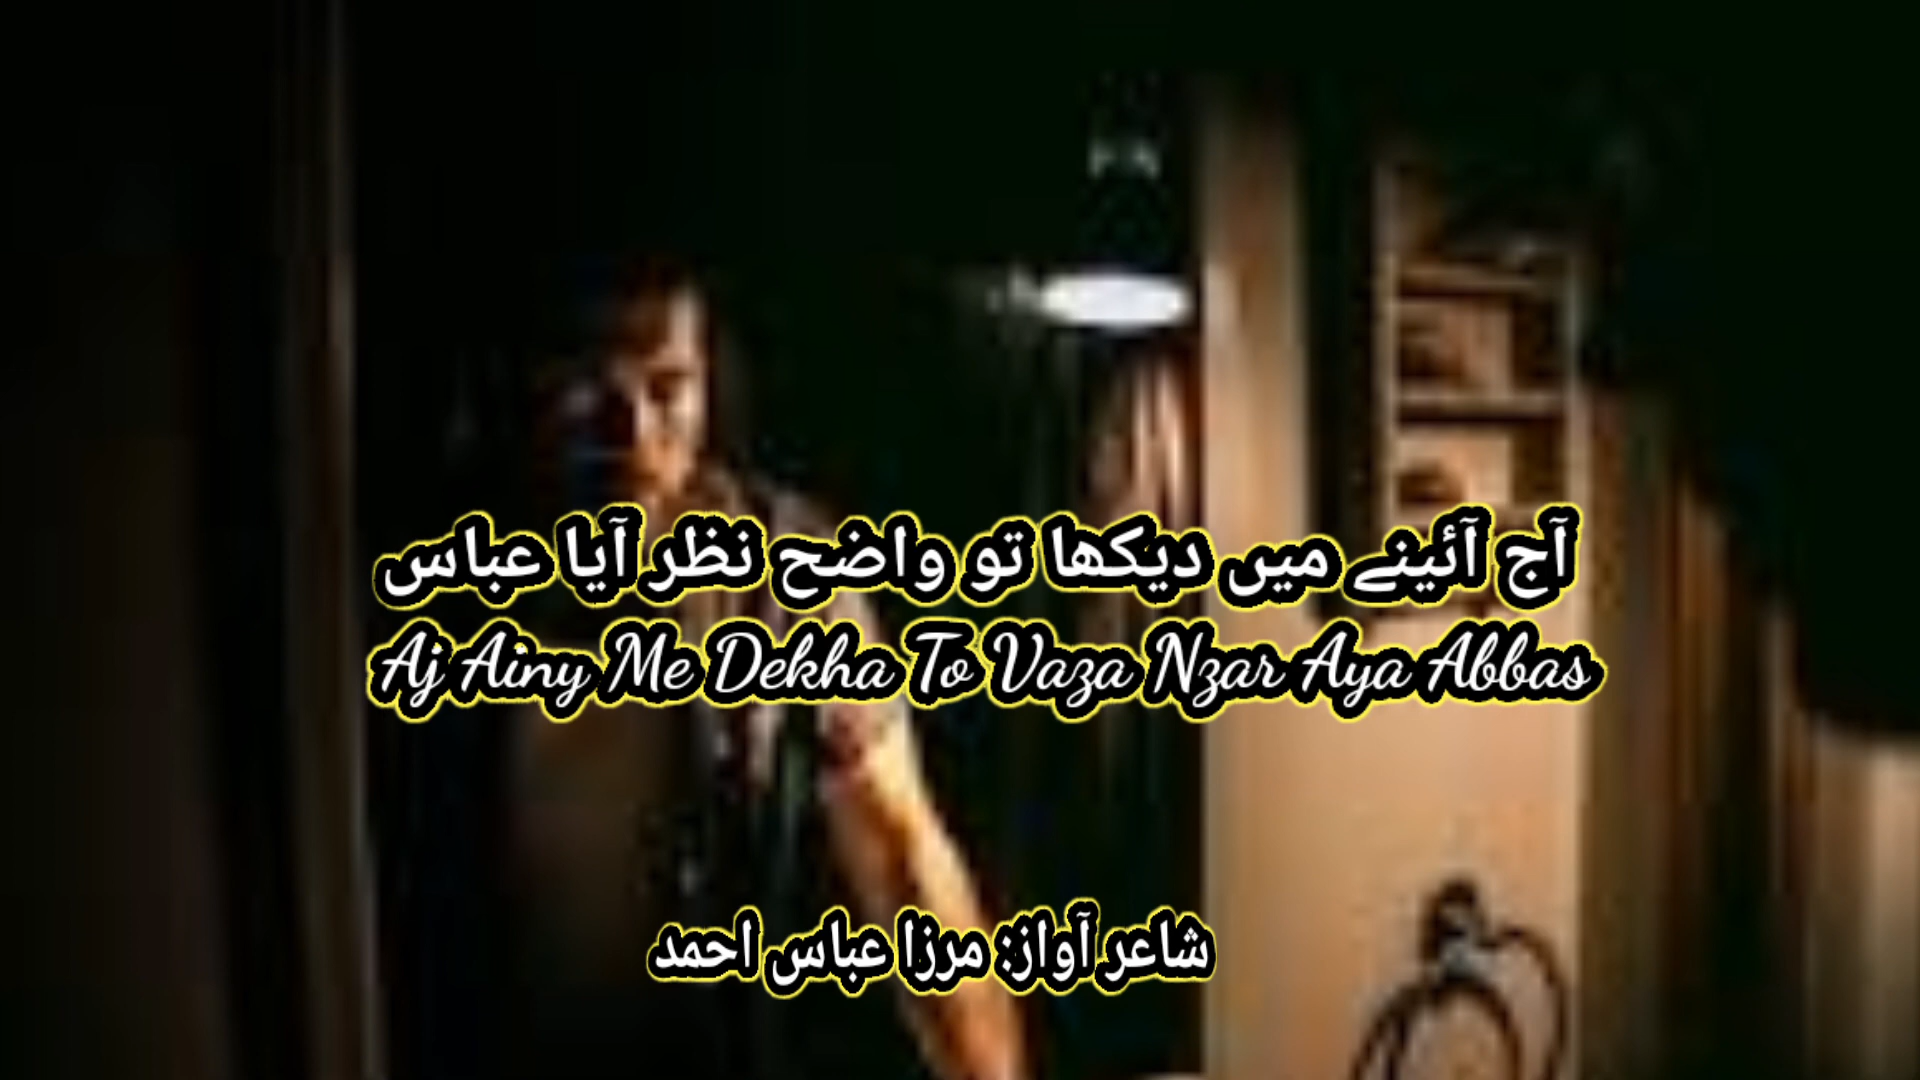 آج آئینے میں دیکھا تو واضح نظر آیا عباس
Aj Ainy Me Dekha To Vaza Nzar Aya Abbas
شاعر آواز: مرزا عباس احمد